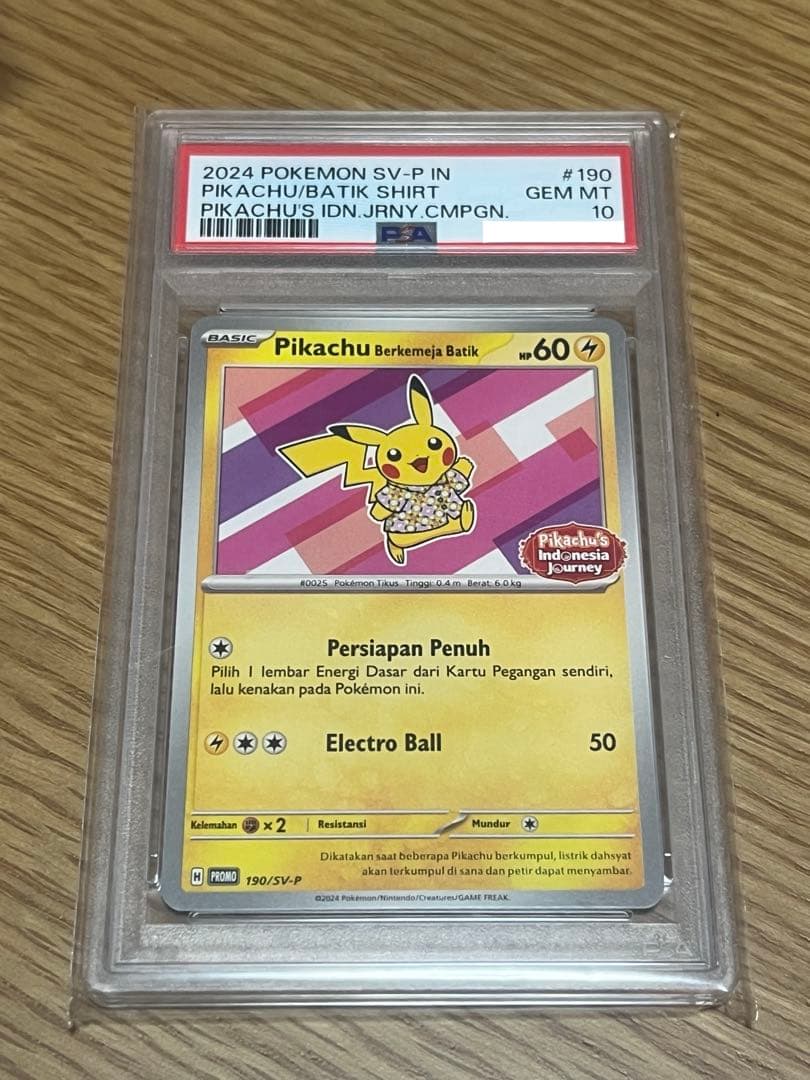 2024 POKEMON SV-P IN #190
PIKACHU/BATIK SHIRT GEM MT
PIKACHU'S IDN.JRNY.CMPGN. 10
PSA
BASIC Pikachu Berkemeja Batik HP 60
Pikachu's
Indonesia
Journey
#0025 Pokémon Tikus Tinggi: 0.4 m Berat: 6.0 kg
Persiapan Penuh
Pilih 1 lembar Energi Dasar dari Kartu Pegangan sendiri,
lalu kenakan pada Pokémon ini.
Electro Ball 50
Kelemahan ×2 Resistansi Mundur
Dikatakan saat beberapa Pikachu berkumpul, listrik dahsyat
akan terkumpul di sana dan petir dapat menyambar.
H PROMO 190/SV-P
©2024 Pokémon/Nintendo/Creatures/GAME FREAK.
PSA